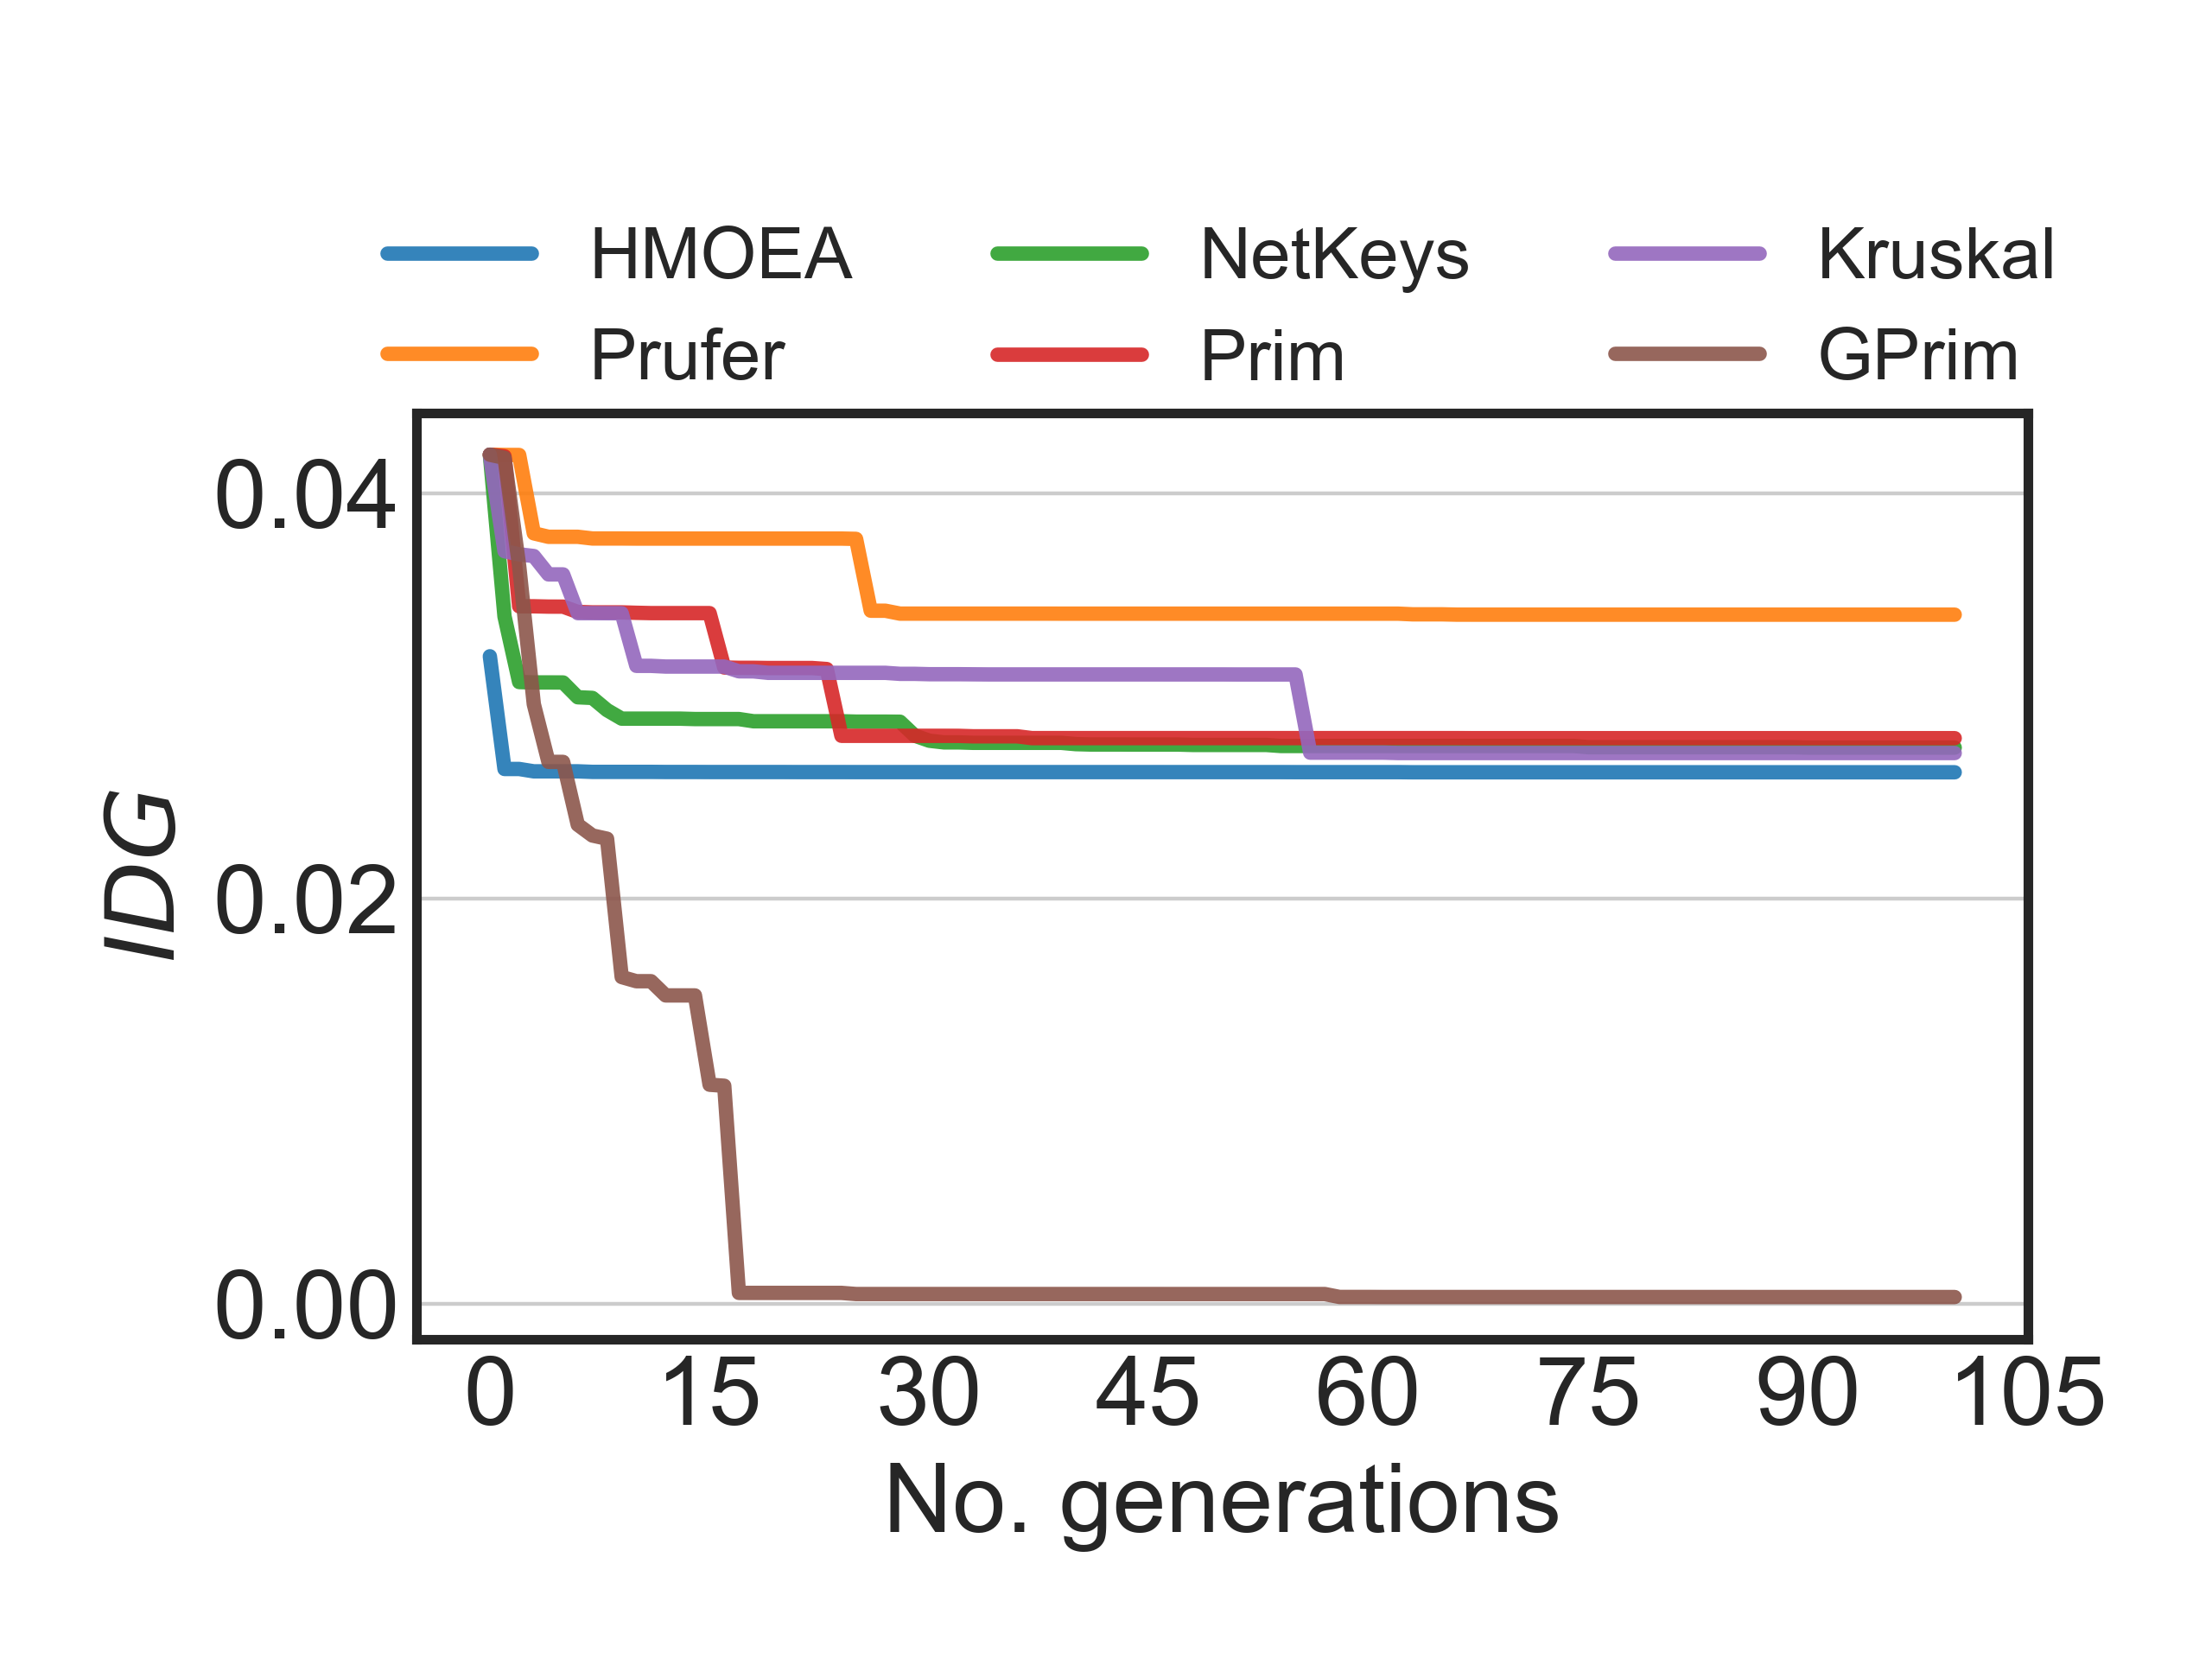 HMOEA NetKeys Kruskal
Prufer Prim GPrim
0.04
0.02
0.00
IDG
0 15 30 45 60 75 90 105
No. generations